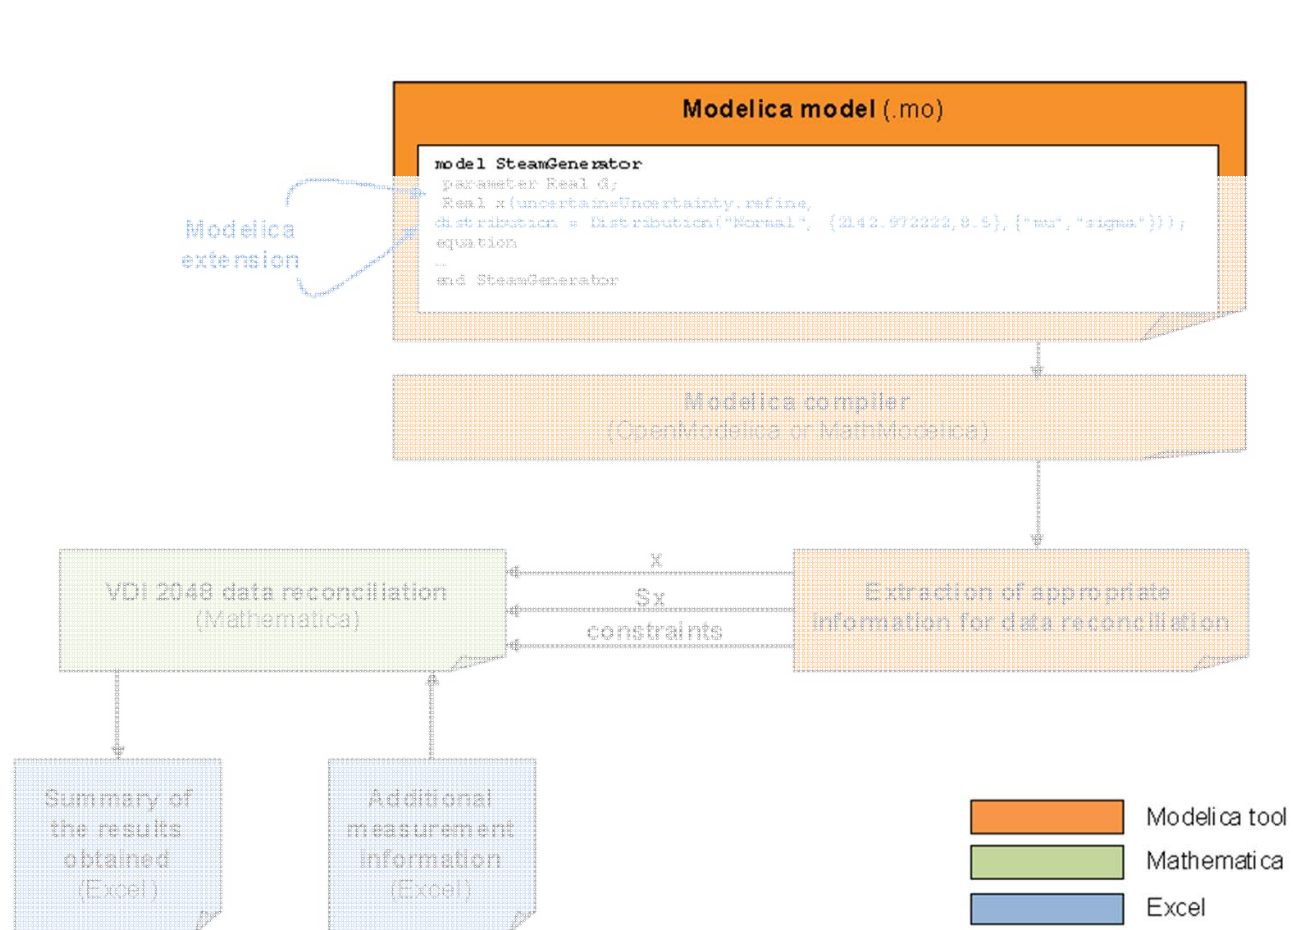 Modelica model (.mo)
model SteamGenerator
parameter Real d;
Real x(uncertain=Uncertainty.refine,
distribution = Distribution("Normal", {2142.972222,8.5},["mu","sigma"}));
equation
…
end SteamGenerator
Modelica
extension
Modelica compiler
(OpenModelica or MathModelica)
VDI 2048 data reconciliation
(Mathematica)
x
Sx
constraints
Extraction of appropriate
information for data reconciliation
Summary of
the results
obtained
(Excel)
Additional
measurement
information
(Excel)
Modelica tool
Mathematica
Excel